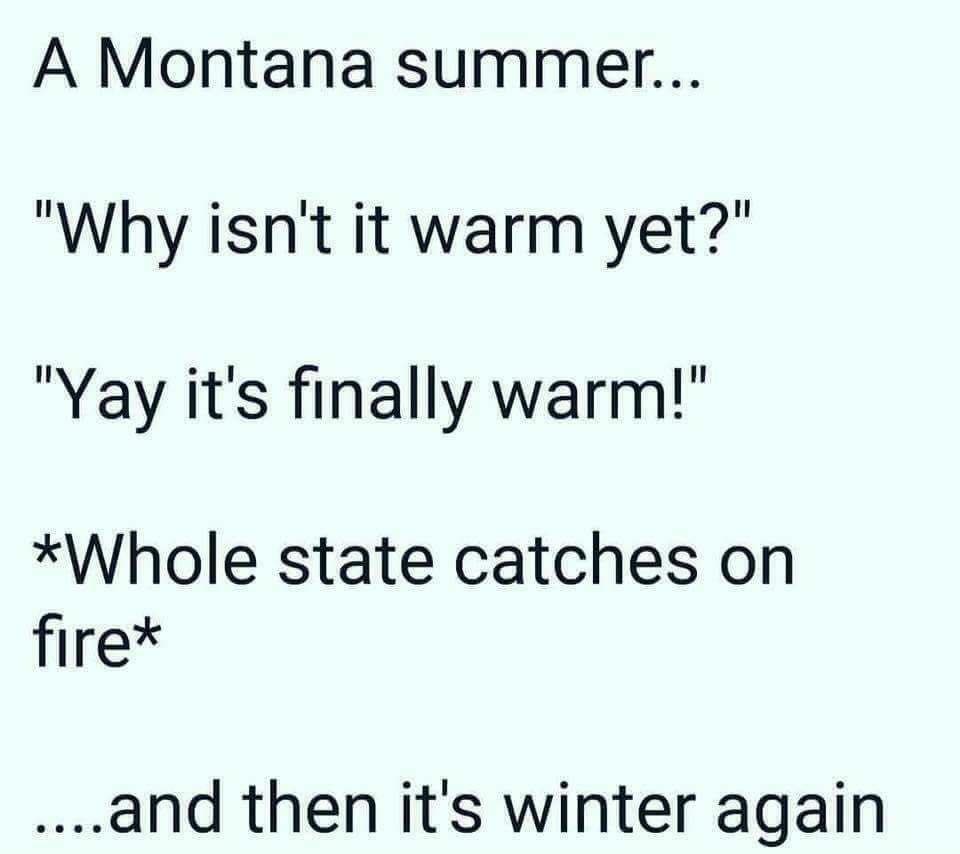 A Montana summer...
"Why isn't it warm yet?"
"Yay it's finally warm!"
*Whole state catches on
fire*
....and then it's winter again